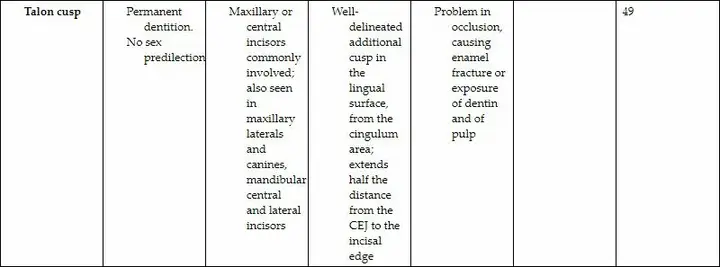 Talon cusp
Permanent
dentition.
No sex
predilection
Maxillary or
central
incisors
commonly
involved;
also seen
in
maxillary
laterals
and
canines,
mandibular
central
and lateral
incisors
Well-
delineated
additional
cusp in
the
lingual
surface,
from the
cingulum
area;
extends
half the
distance
from the
CEJ to the
incisal
edge
Problem in
occlusion,
causing
enamel
fracture or
exposure
of dentin
and of
pulp
49